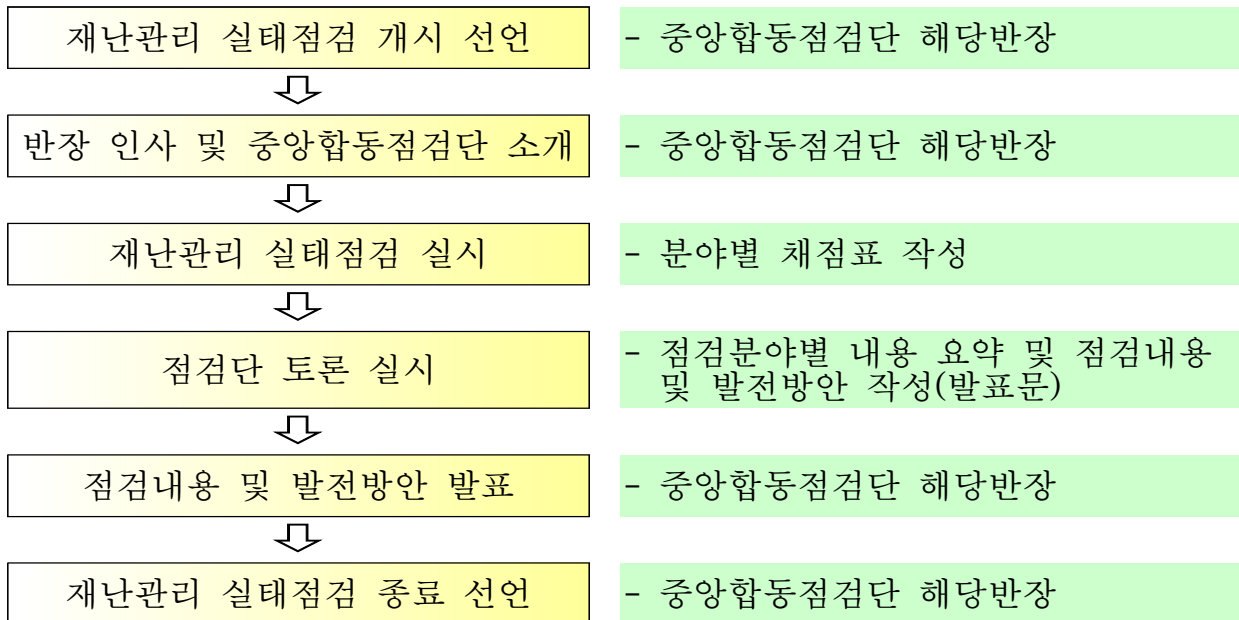 재난관리 실태점검 개시 선언
- 중앙합동점검단 해당반장
반장 인사 및 중앙합동점검단 소개
- 중앙합동점검단 해당반장
재난관리 실태점검 실시
- 분야별 채점표 작성
점검단 토론 실시
- 점검분야별 내용 요약 및 점검내용
및 발전방안 작성(발표문)
점검내용 및 발전방안 발표
- 중앙합동점검단 해당반장
재난관리 실태점검 종료 선언
- 중앙합동점검단 해당반장